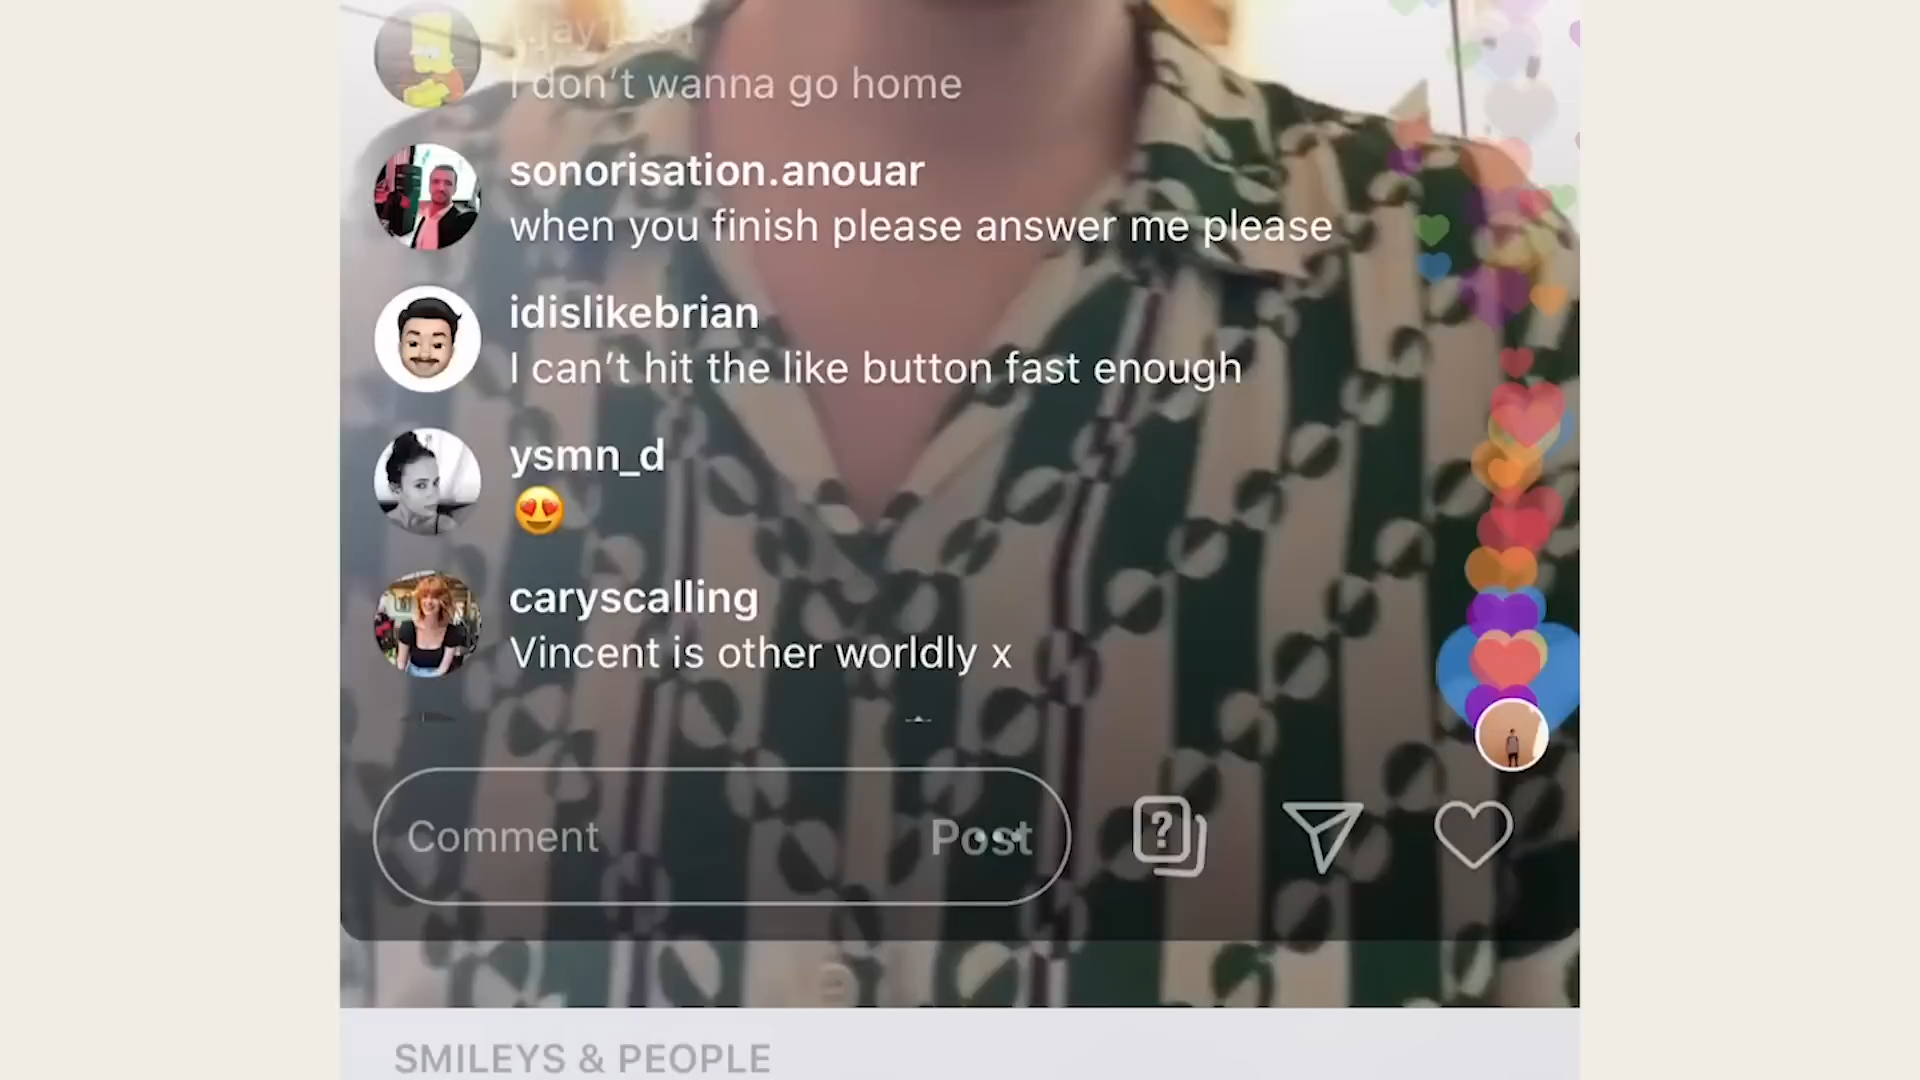 I don't wanna go home
sonorisation.anouar
when you finish please answer me please
idislikebrian
I can't hit the like button fast enough
ysmn_d
😍
caryscalling
Vincent is other worldly x
Comment
Post
?
SMILEYS & PEOPLE